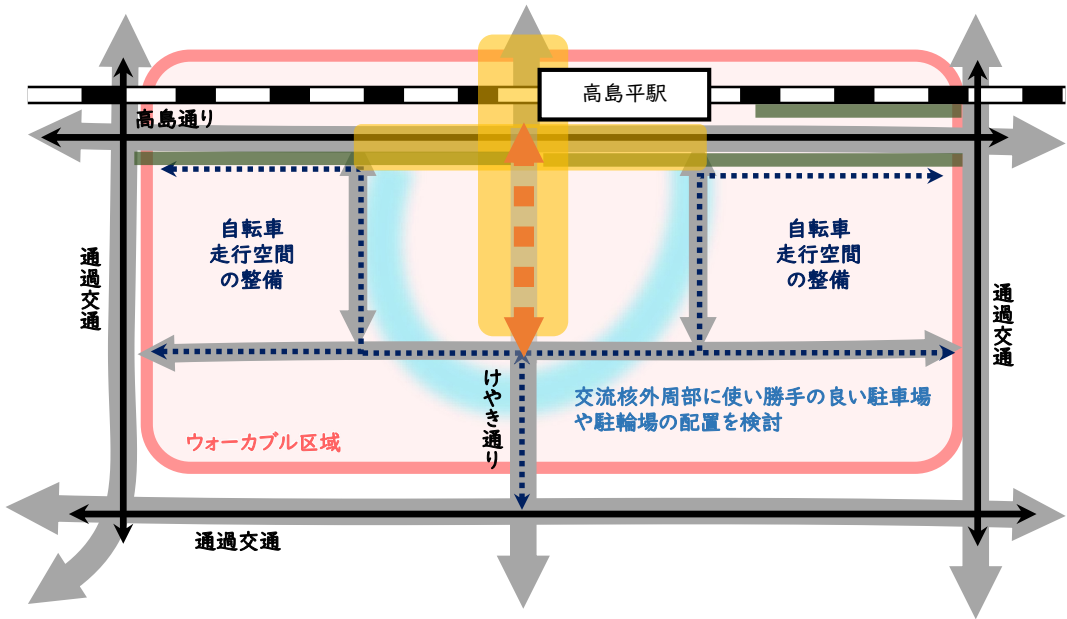 高島平駅
高島通り
自転車
走行空間
の整備
自転車
走行空間
の整備
通過交通
通過交通
けやき通り
交流核外周部に使い勝手の良い駐車場
や駐輪場の配置を検討
ウォーカブル区域
通過交通